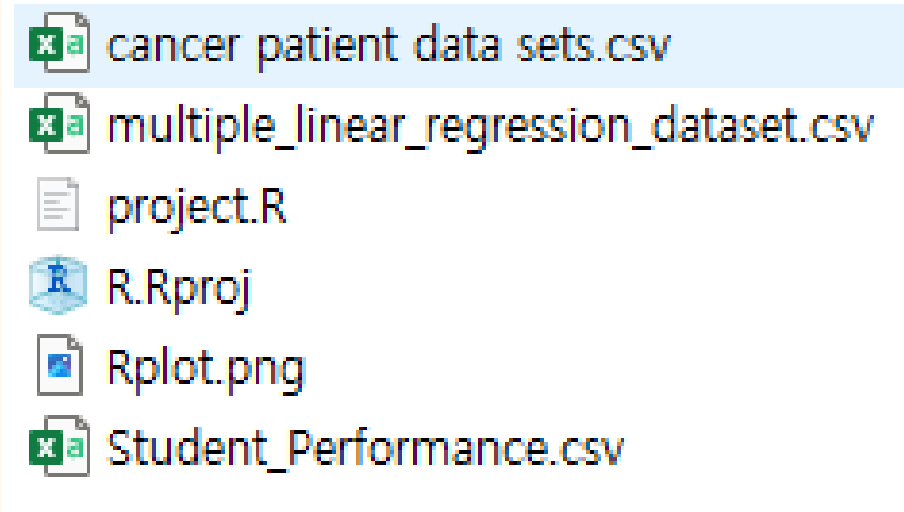 cancer patient data sets.csv
multiple_linear_regression_dataset.csv
project.R
R.Rproj
Rplot.png
Student_Performance.csv